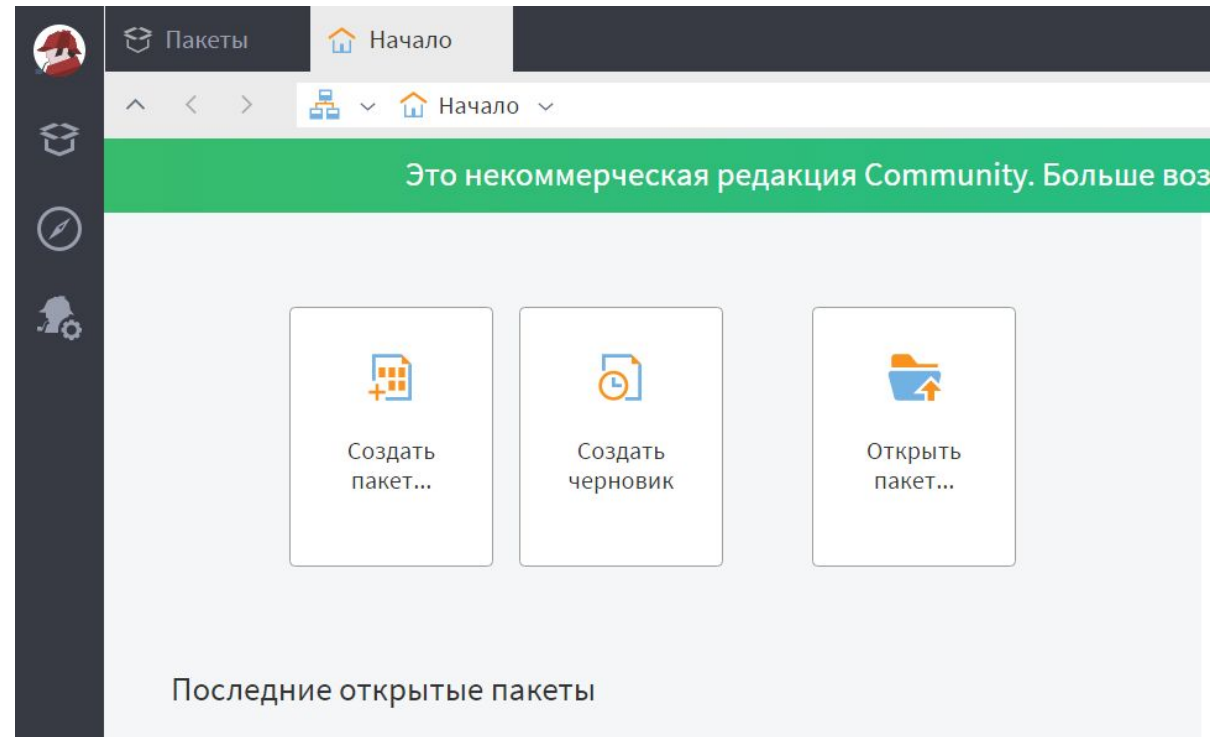 Пакеты
Начало
Начало
Это некоммерческая редакция Community. Больше воз
Создать
пакет...
Создать
черновик
Открыть
пакет...
Последние открытые пакеты